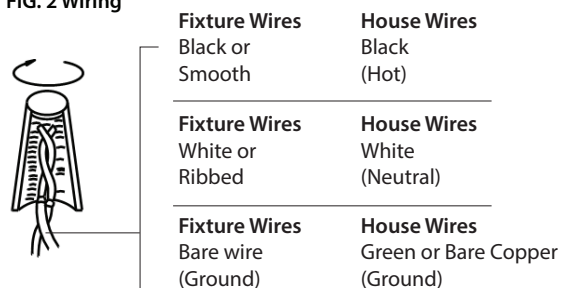 FIG. 2 Wiring
Fixture Wires House Wires
Black or Black
Smooth (Hot)
Fixture Wires House Wires
White or White
Ribbed (Neutral)
Fixture Wires House Wires
Bare wire Green or Bare Copper
(Ground) (Ground)